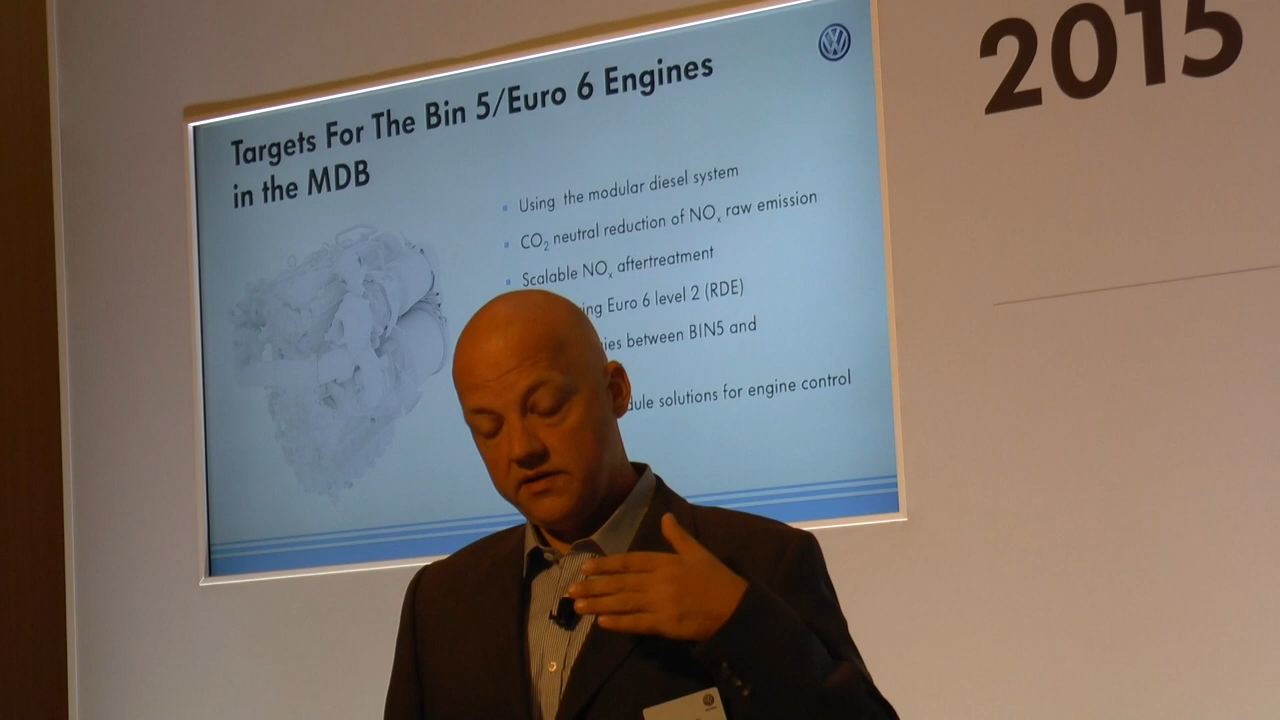 2015
Targets For The Bin 5/Euro 6 Engines
in the MDB
Using the modular diesel system
CO₂ neutral reduction of NOₓ raw emission
Scalable NOₓ aftertreatment
ing Euro 6 level 2 (RDE)
ies between BIN5 and
dule solutions for engine control